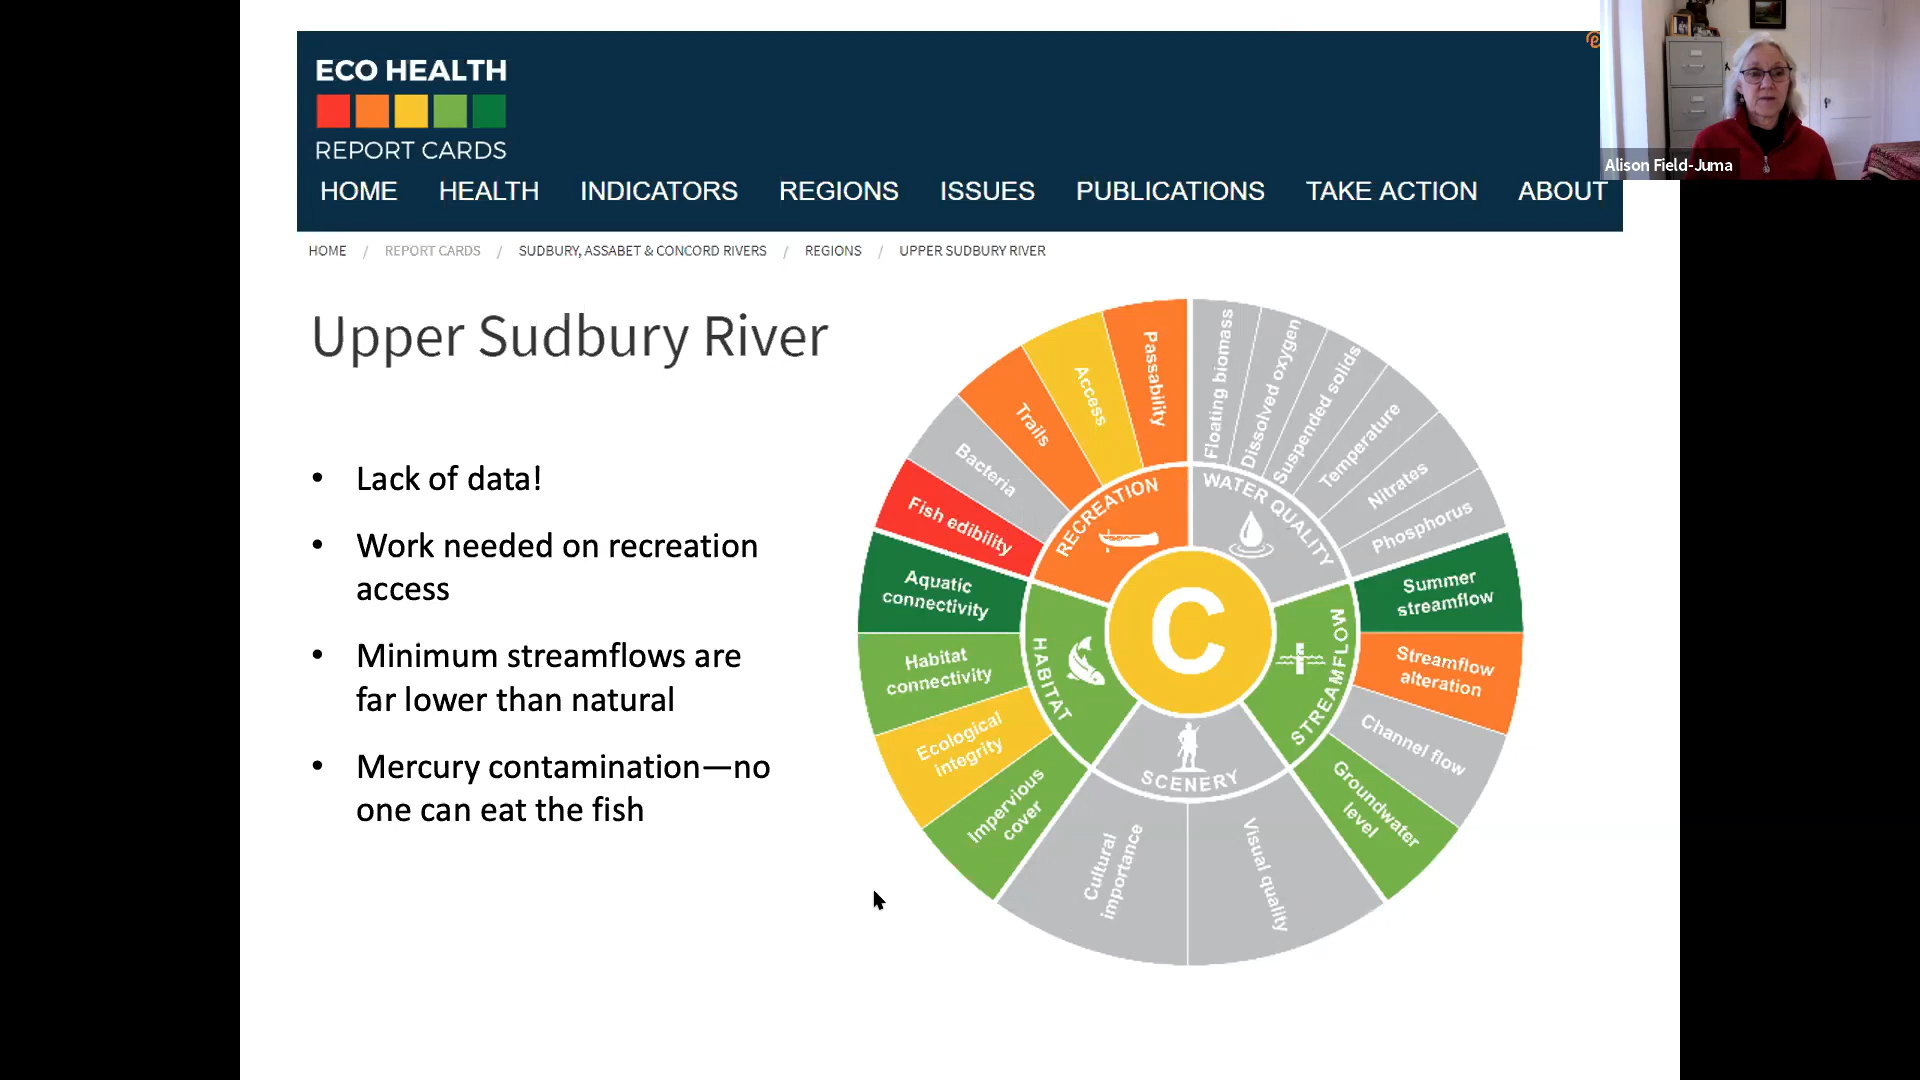 ECO HEALTH
REPORT CARDS
HOME HEALTH INDICATORS REGIONS ISSUES PUBLICATIONS TAKE ACTION ABOUT
Alison Field-Juma
HOME / REPORT CARDS / SUDBURY, ASSABET & CONCORD RIVERS / REGIONS / UPPER SUDBURY RIVER
Upper Sudbury River
• Lack of data!
• Work needed on recreation
access
• Minimum streamflows are
far lower than natural
• Mercury contamination—no
one can eat the fish
C
RECREATION
Fish edibility
Bacteria
Trails
Access
Passability
WATER QUALITY
Floating biomass
Dissolved oxygen
Suspended solids
Temperature
Nitrates
Phosphorus
STREAMFLOW
Summer
streamflow
Streamflow
alteration
Channel flow
Groundwater
level
SCENERY
Visual quality
Cultural
importance
HABITAT
Impervious
cover
Ecological
integrity
Habitat
connectivity
Aquatic
connectivity